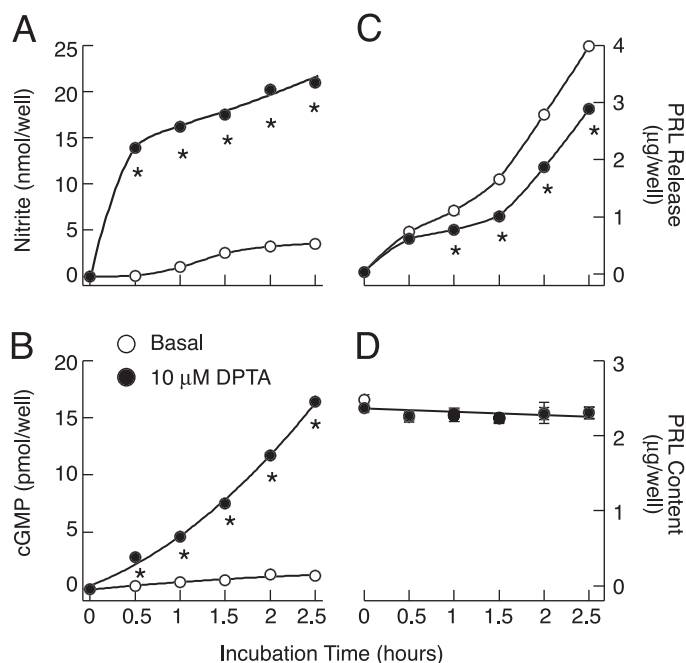 A
25
20
15
10
5
0
Nitrite (nmol/well)
*
*
*
*
*
C
4
3
2
1
0
PRL Release
(μg/well)
*
*
*
*
B
20
15
10
5
0
cGMP (pmol/well)
Basal
10 μM DPTA
*
*
*
*
*
0 0.5 1 1.5 2 2.5
D
3
2
1
0
PRL Content
(μg/well)
0 0.5 1 1.5 2 2.5
Incubation Time (hours)